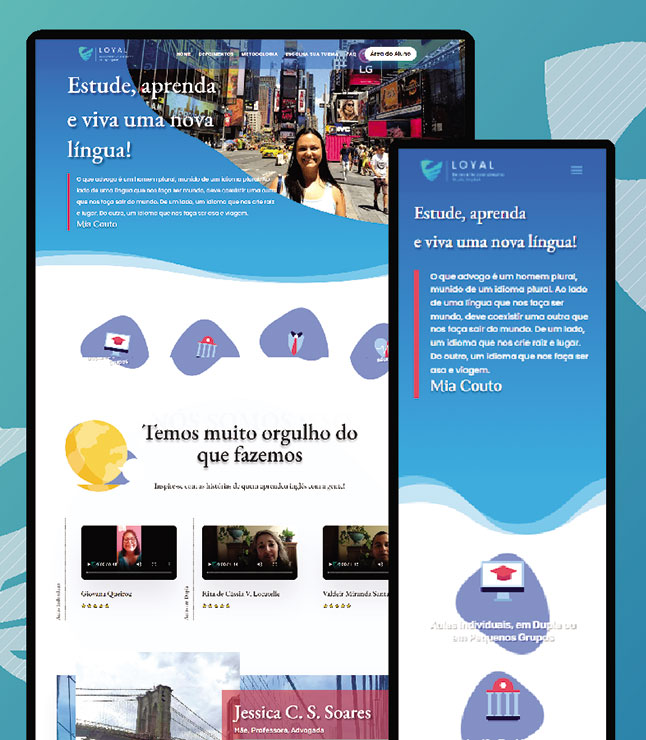 LOYAL
HOME DEPOIMENTOS METODOLOGIA ESCOLHA SUA TURMA FAQ Área do Aluno
Estude, aprenda
e viva uma nova
língua!
O que advogo é um homem plural, munido de um idioma plural. Ao
lado de uma língua que nos faça ser mundo, deve coexistir uma outra
que nos faça sair do mundo. De um lado, um idioma que nos crie raiz
e lugar. Do outro, um idioma que nos faça ser asa e viagem.
Mia Couto
LG
Temos muito orgulho do
que fazemos
Inspire-se com as histórias de quem aprendeu inglês com a gente!
Aulas Individuais
Giovana Queiroz
Aulas em Dupla
Rita de Cássia V. Locatelle
Valdeir Miranda Santa
Jessica C. S. Soares
Mãe, Professora, Advogada
LOYAL
Estude, aprenda
e viva uma nova língua!
O que advogo é um homem plural,
munido de um idioma plural. Ao lado
de uma língua que nos faça ser
mundo, deve coexistir uma outra que
nos faça sair do mundo. De um lado,
um idioma que nos crie raiz e lugar.
Do outro, um idioma que nos faça ser
asa e viagem.
Mia Couto
Aulas Individuais, em Dupla ou
em Pequenos Grupos